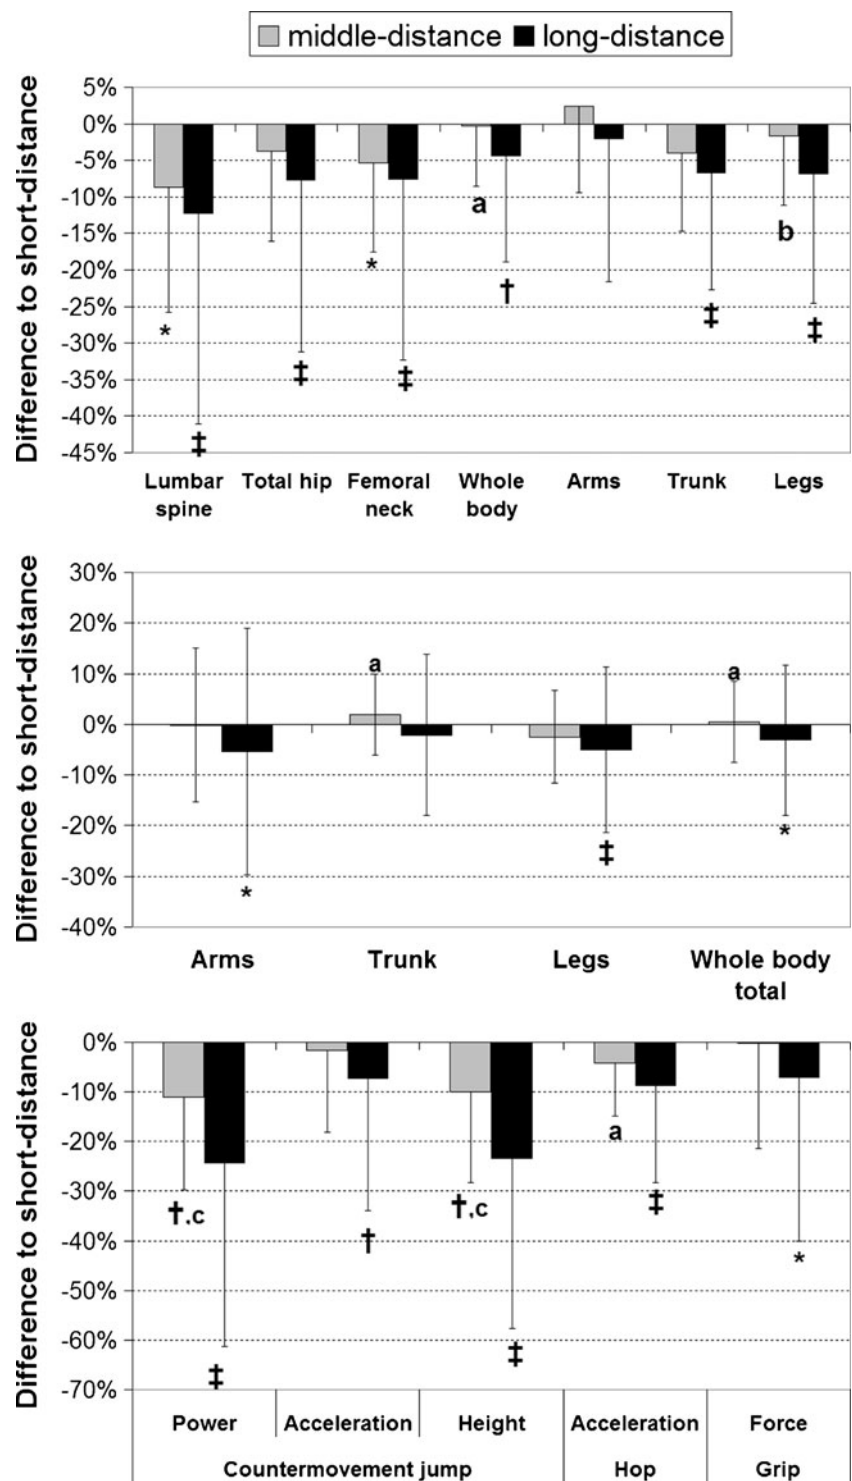 middle-distance long-distance
Difference to short-distance
5%
0%
-5%
-10%
-15%
-20%
-25%
-30%
-35%
-40%
-45%
*
‡
‡
*
‡
a
†
‡
b
‡
Lumbar spine
Total hip
Femoral neck
Whole body
Arms
Trunk
Legs
Difference to short-distance
30%
20%
10%
0%
-10%
-20%
-30%
-40%
*
a
‡
a
*
Arms
Trunk
Legs
Whole body total
Difference to short-distance
0%
-10%
-20%
-30%
-40%
-50%
-60%
-70%
†,c
‡
†
†,c
‡
a
‡
*
Power Acceleration Height Acceleration Force
Countermovement jump Hop Grip